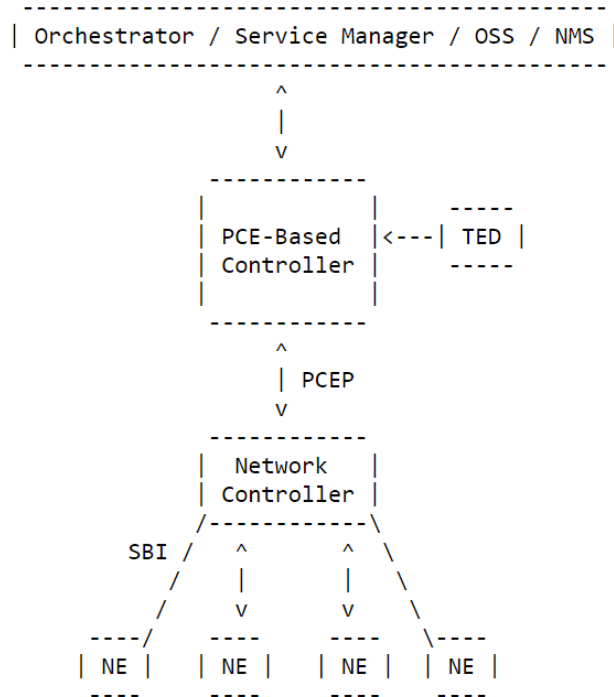 Orchestrator / Service Manager / OSS / NMS
PCE-Based
Controller
TED
PCEP
Network
Controller
SBI
NE NE NE NE